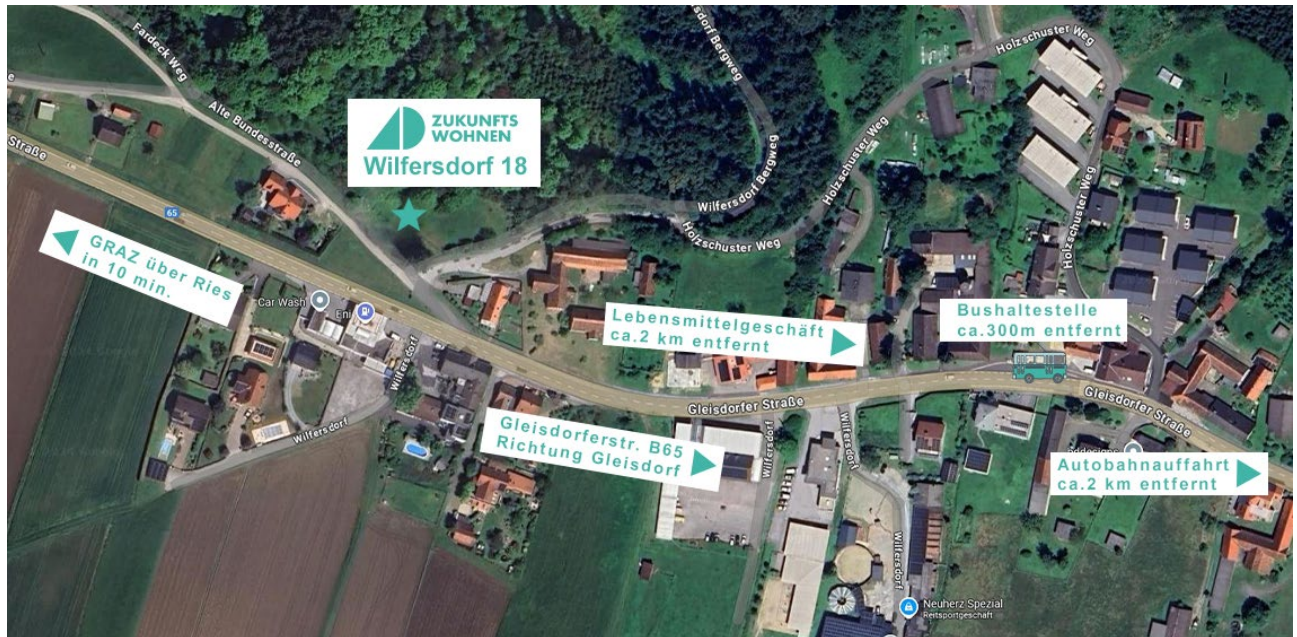 Fardeck Weg
e
Alte Bundesstraße
Straße
65
ZUKUNFTS
WOHNEN
Wilfersdorf 18
Wilfersdorf Bergweg
Wilfersdorf Bergweg
Holzschuster Weg
Holzschuster Weg
Holzschuster Weg
Holzschuster Weg
GRAZ über Ries
in 10 min.
Car Wash
Eni
Wilfersdorf
Wilfersdorf
Lebensmittelgeschäft
ca.2 km entfernt
Bushaltestelle
ca.300m entfernt
Gleisdorfer Straße
Gleisdorfer Straße
Gleisdorferstr. B65
Richtung Gleisdorf
Wilfersdorf
Wilfersdorf
Autobahnauffahrt
ca.2 km entfernt
Wilfersdorf
Neuherz Spezial
Reitsportgeschäft